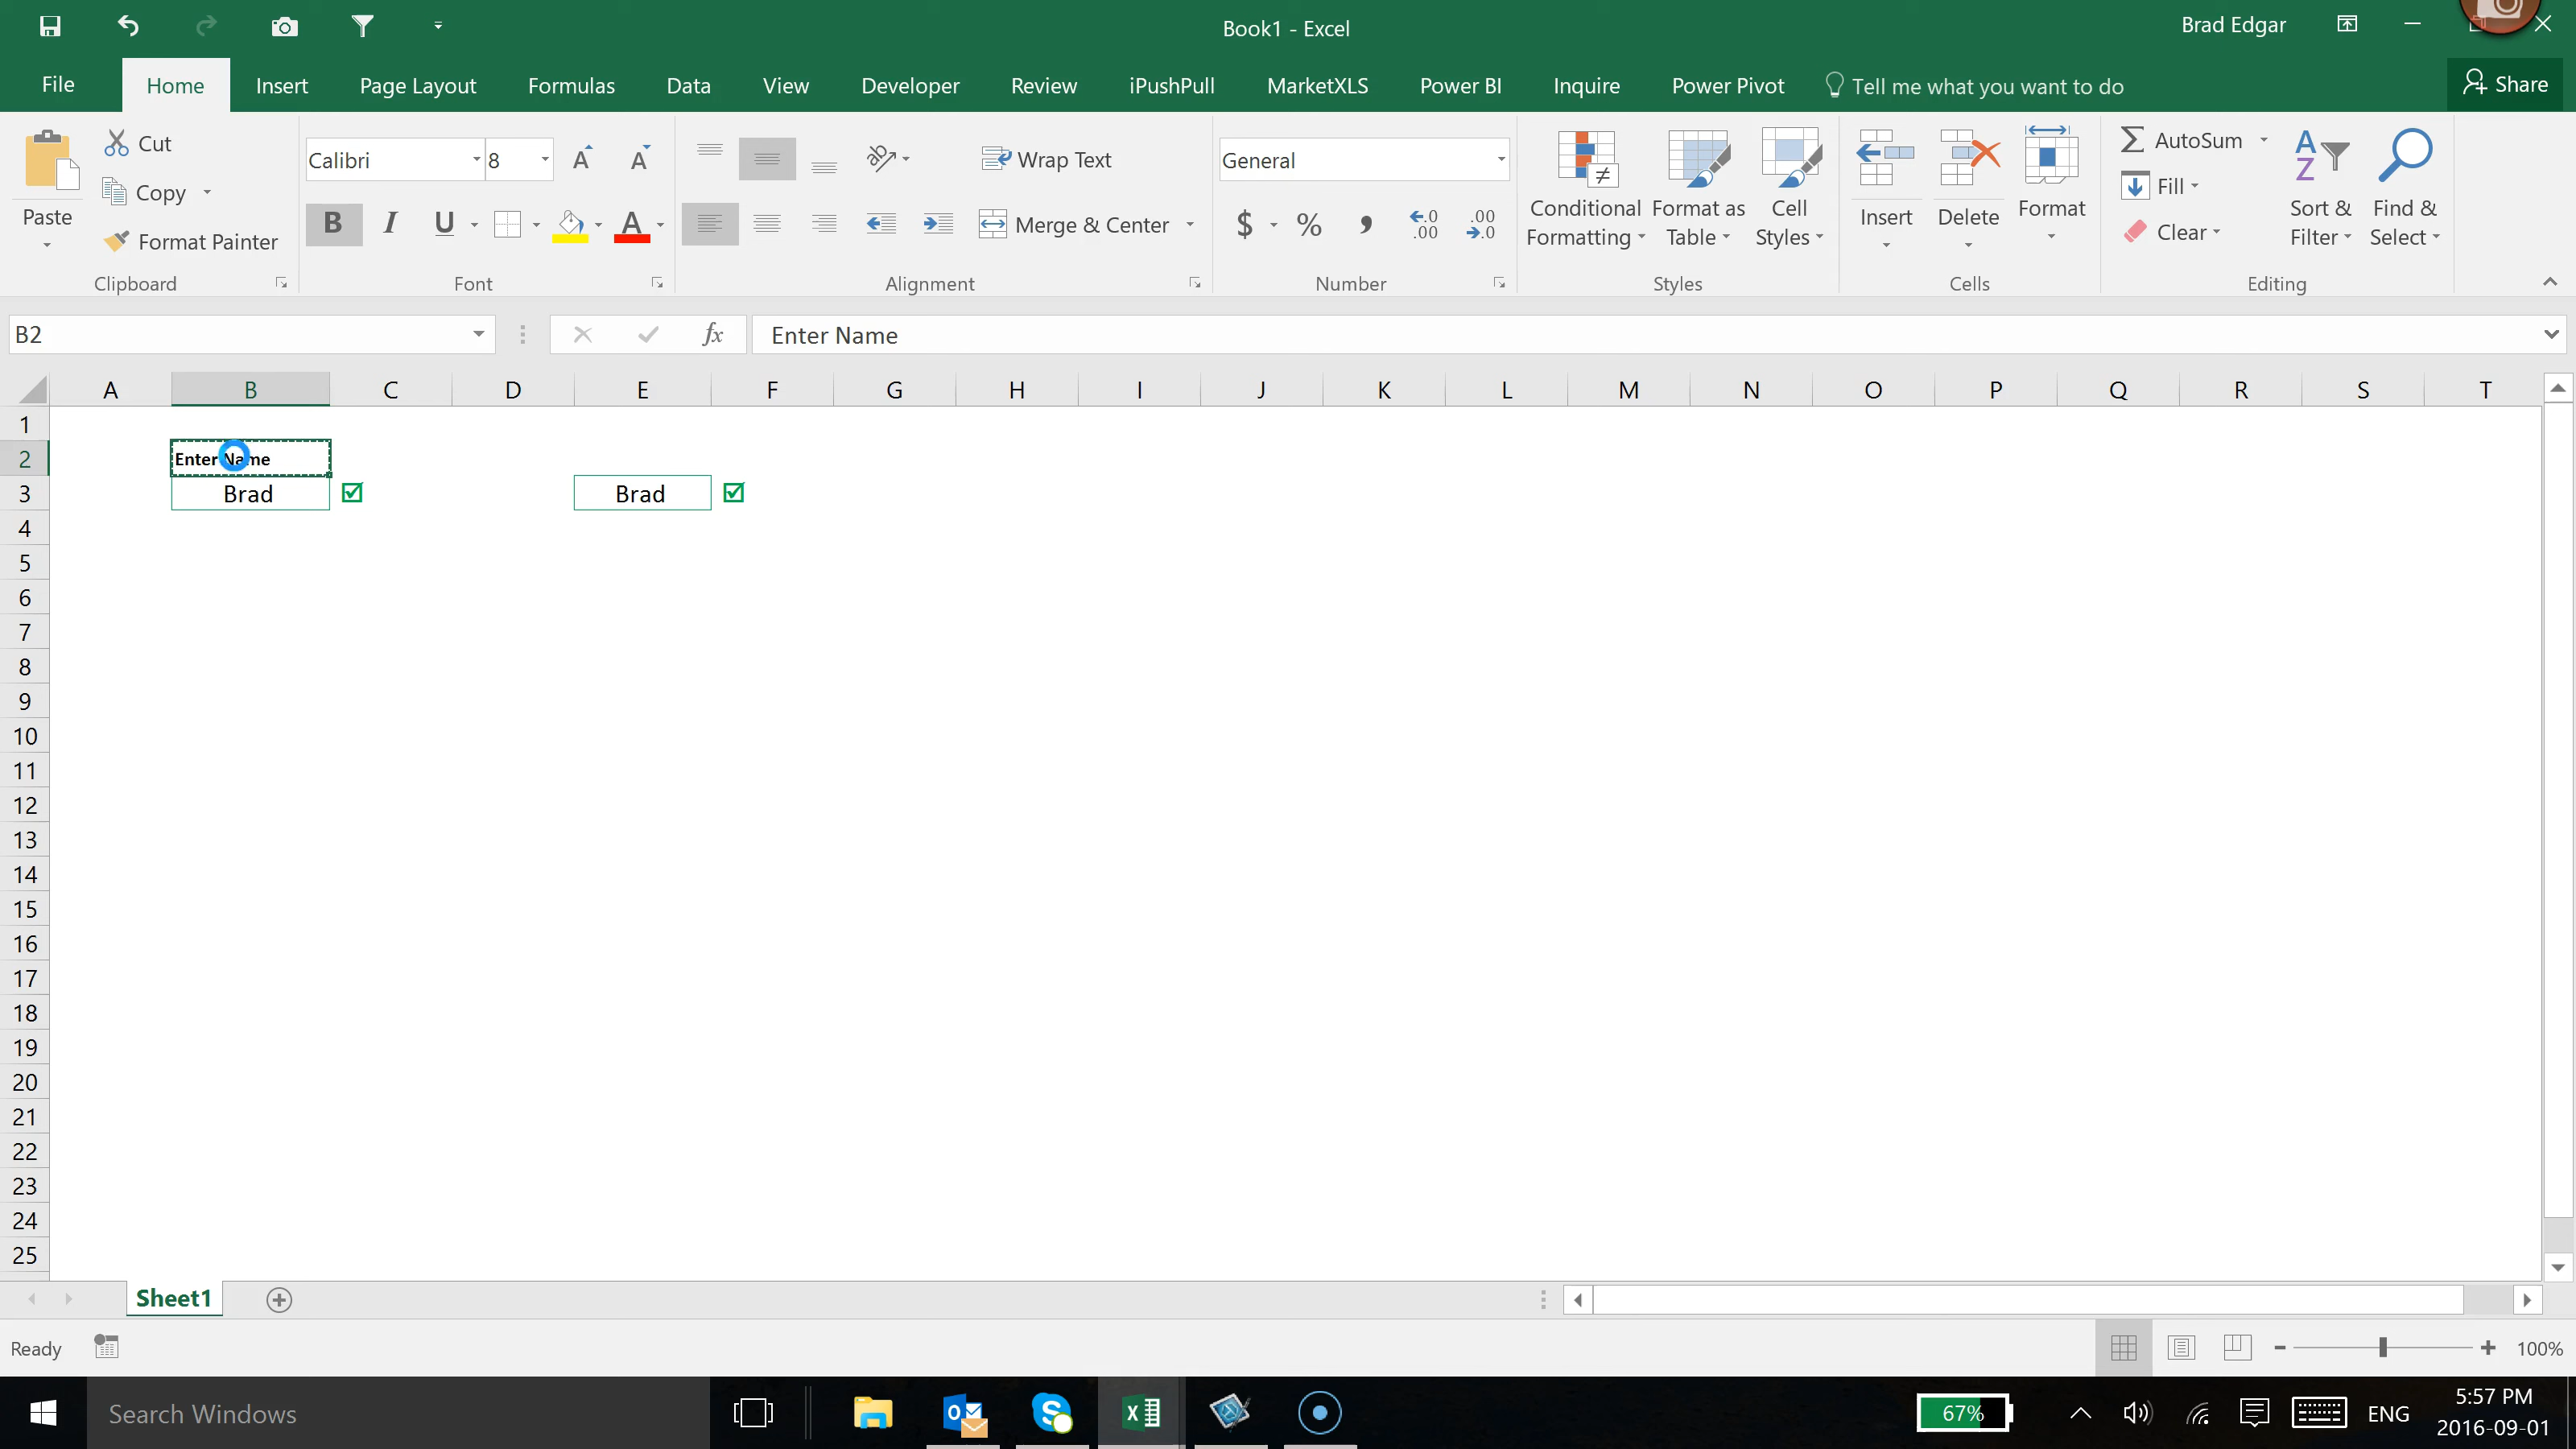 Book1 - Excel
Brad Edgar
File Home Insert Page Layout Formulas Data View Developer Review iPushPull MarketXLS Power BI Inquire Power Pivot Tell me what you want to do Share
Paste
Cut
Copy
Format Painter
Clipboard
Calibri 8
B I U A
Font
Wrap Text
Merge & Center
Alignment
General
$ % , .0 .00 .00 .0
Number
Conditional Formatting
Format as Table
Cell Styles
Styles
Insert
Delete
Format
Cells
AutoSum
Fill
Clear
Sort & Filter
Find & Select
Editing
B2 fx Enter Name
A B C D E F G H I J K L M N O P Q R S T
1
2 Enter Name
3 Brad Brad
4
5
6
7
8
9
10
11
12
13
14
15
16
17
18
19
20
21
22
23
24
25
Sheet1
Ready 100%
Search Windows 67% ENG 5:57 PM
2016-09-01